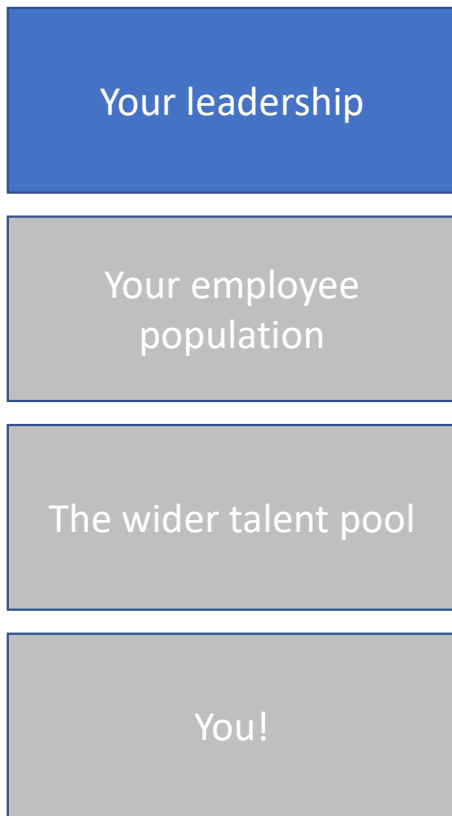 Your leadership
Your employee
population
The wider talent pool
You!